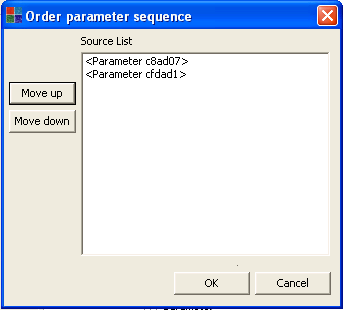 Order parameter sequence
Source List
<Parameter c8ad07>
<Parameter cfdad1>
Move up
Move down
OK
Cancel